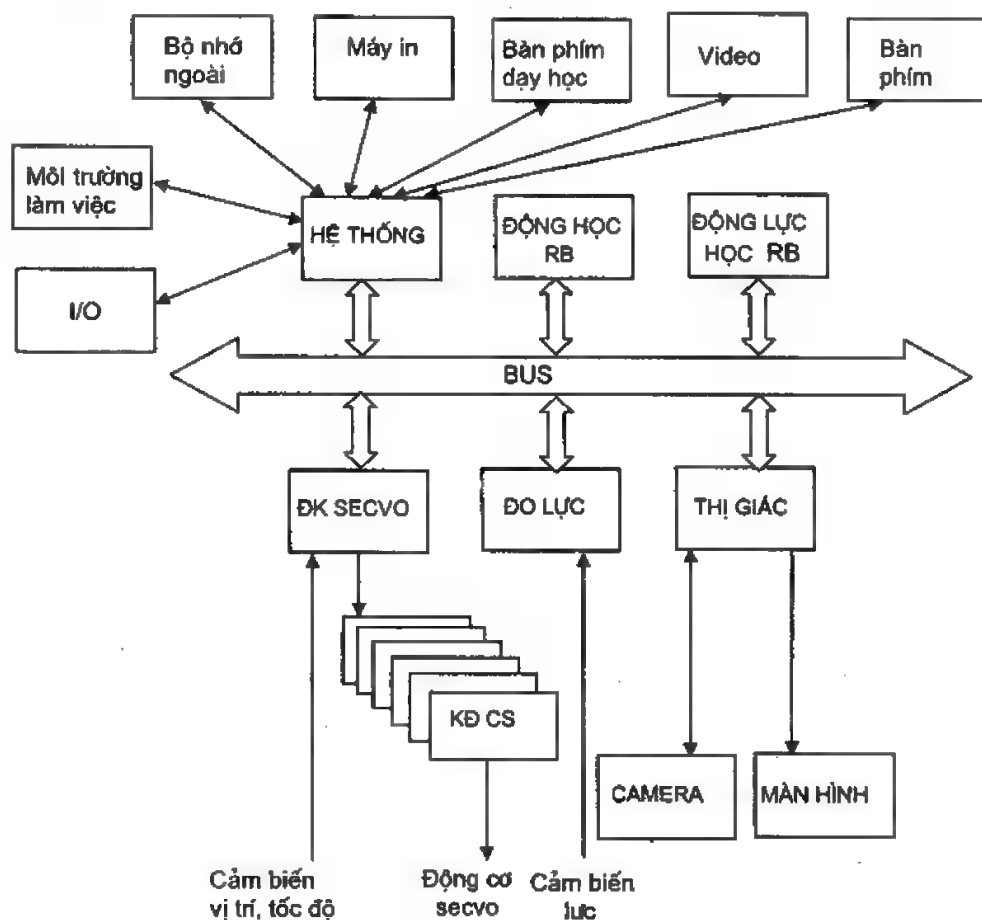 Bộ nhớ
ngoài
Máy in
Bàn phím
dạy học
Video
Bàn
phím
Môi trường
làm việc
HỆ THỐNG
ĐỘNG HỌC
RB
ĐỘNG LỰC
HỌC RB
I/O
BUS
ĐK SECVO
ĐO LỰC
THỊ GIÁC
KĐ CS
CAMERA
MÀN HÌNH
Cảm biến
vị trí, tốc độ
Động cơ
secvo
Cảm biến
lực